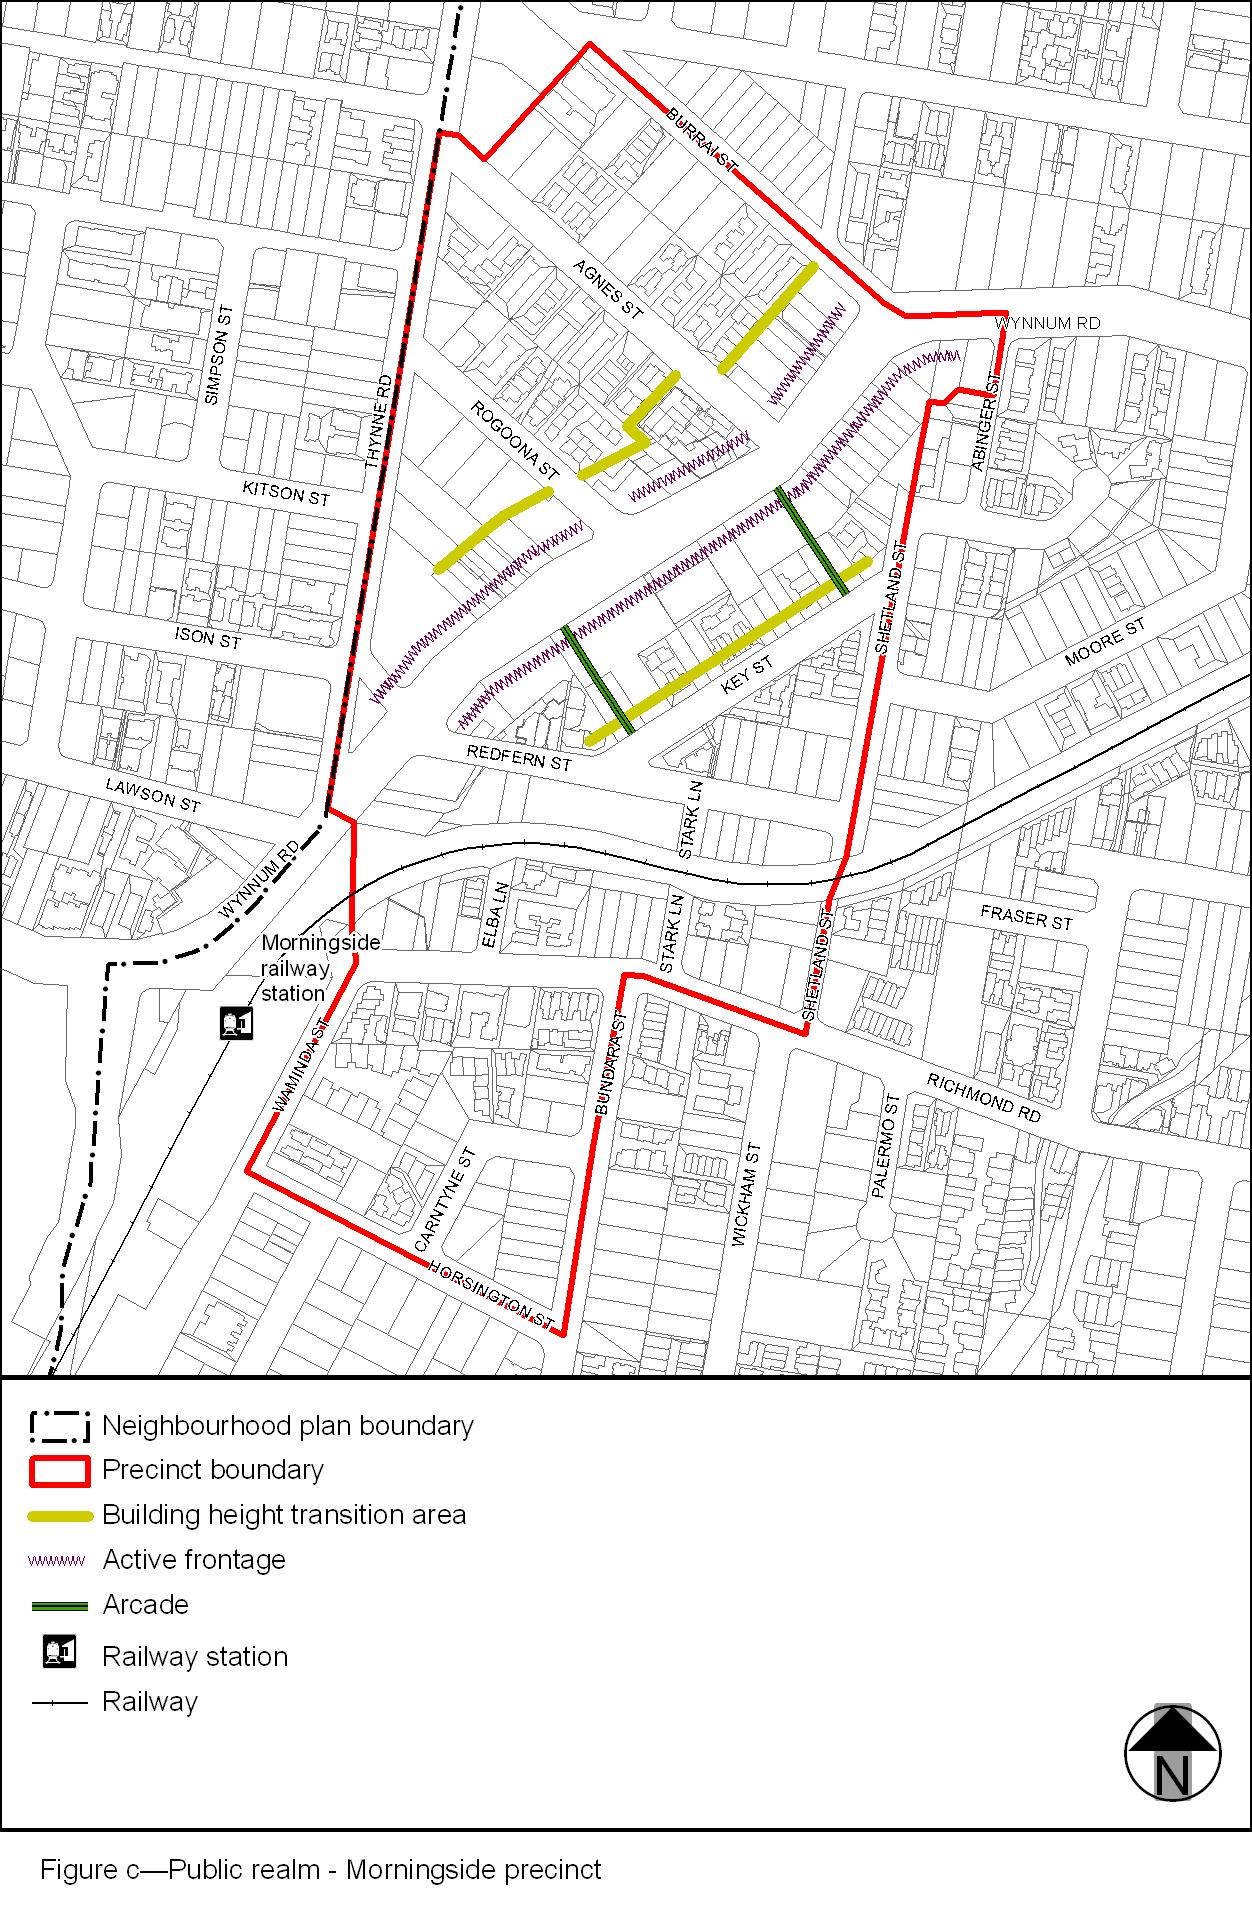 BURRAI ST
AGNES ST
WYNNUM RD
SIMPSON ST
THYNNE RD
ROGOONA ST
ABINGER ST
KITSON ST
SHETLAND ST
ISON ST
MOORE ST
KEY ST
REDFERN ST
LAWSON ST
STARK LN
WYNNUM RD
ELBA LN
STARK LN
FRASER ST
SHETLAND ST
Morningside
railway
station
WAMINDA ST
BUNDARA ST
RICHMOND RD
PALERMO ST
WICKHAM ST
CARNTYNE ST
HORSINGTON ST
Neighbourhood plan boundary
Precinct boundary
Building height transition area
Active frontage
Arcade
Railway station
Railway
N
Figure c—Public realm - Morningside precinct